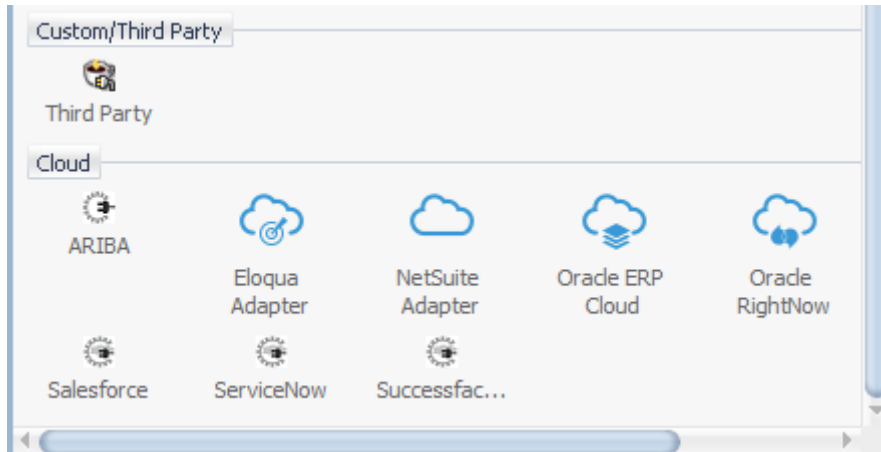 Custom/Third Party
Third Party
Cloud
ARIBA
Eloqua
Adapter
NetSuite
Adapter
Oracle ERP
Cloud
Oracle
RightNow
Salesforce
ServiceNow
Successfac...